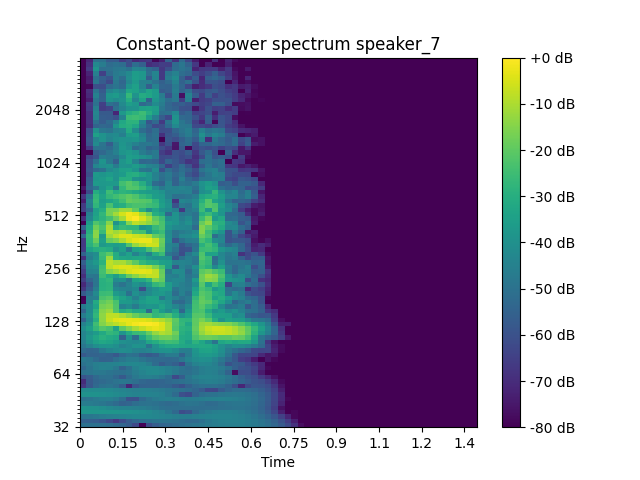 Constant-Q power spectrum speaker_7
Hz
2048
1024
512
256
128
64
32
0 0.15 0.3 0.45 0.6 0.75 0.9 1.1 1.2 1.4
Time
+0 dB
-10 dB
-20 dB
-30 dB
-40 dB
-50 dB
-60 dB
-70 dB
-80 dB